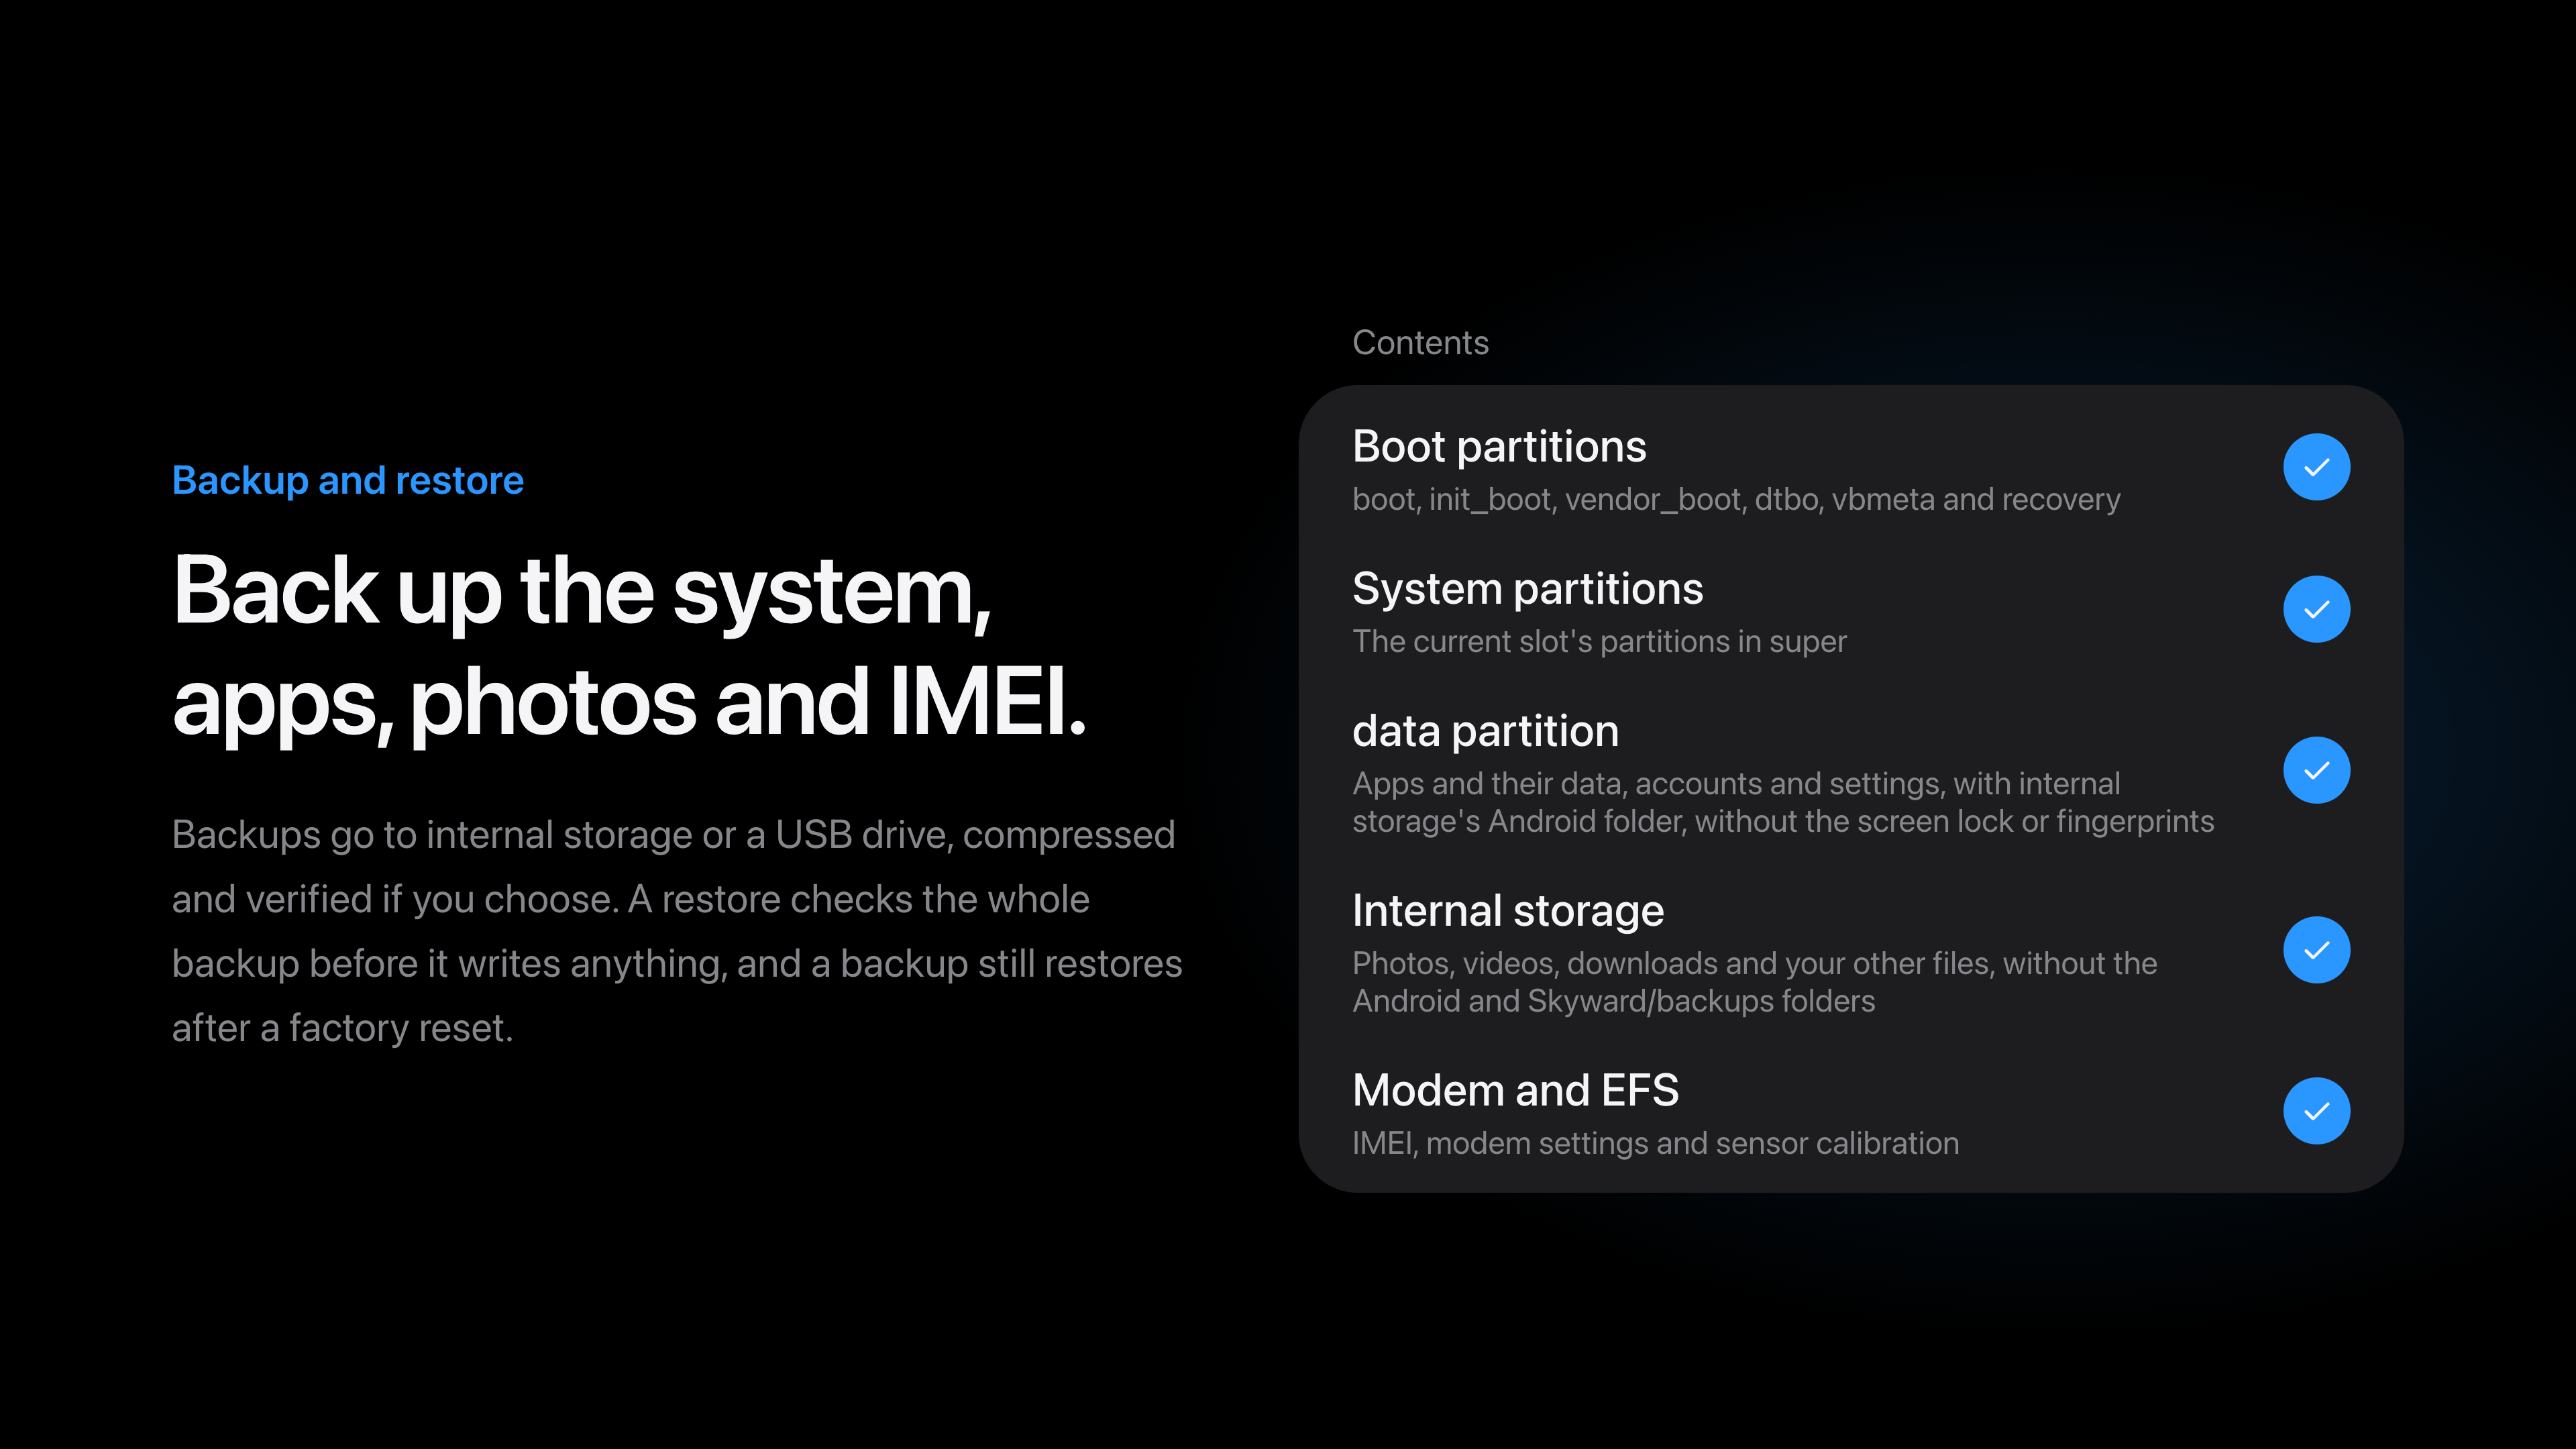 Backup and restore
Back up the system,
apps, photos and IMEI.
Backups go to internal storage or a USB drive, compressed
and verified if you choose. A restore checks the whole
backup before it writes anything, and a backup still restores
after a factory reset.
Contents
Boot partitions
boot, init_boot, vendor_boot, dtbo, vbmeta and recovery
System partitions
The current slot's partitions in super
data partition
Apps and their data, accounts and settings, with internal
storage's Android folder, without the screen lock or fingerprints
Internal storage
Photos, videos, downloads and your other files, without the
Android and Skyward/backups folders
Modem and EFS
IMEI, modem settings and sensor calibration